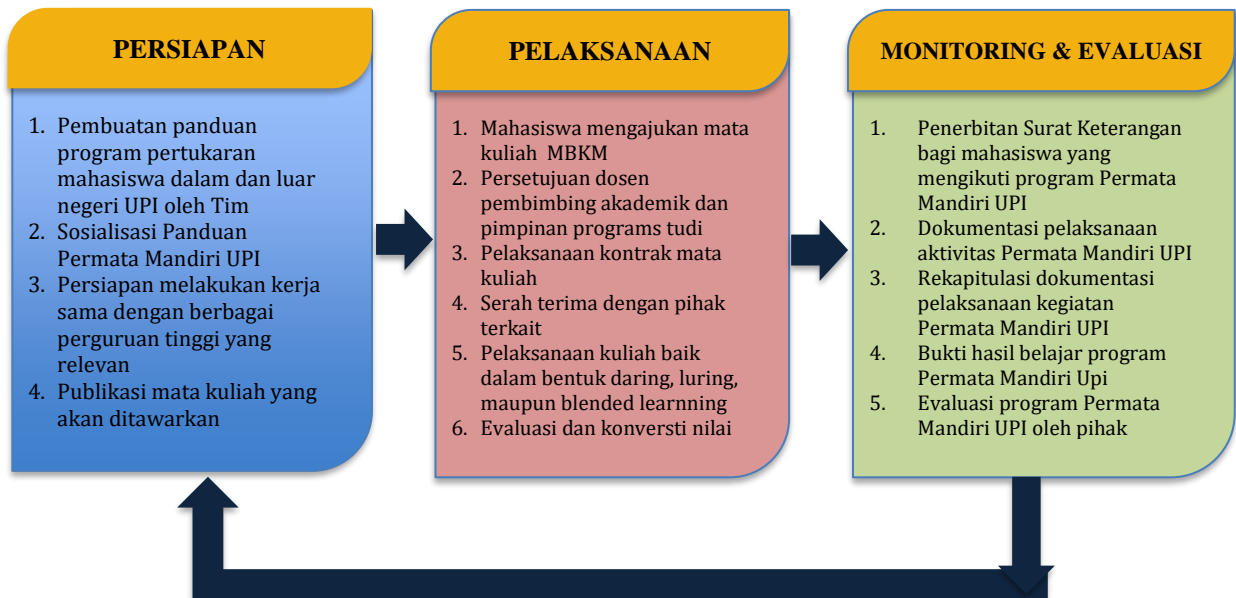 PERSIAPAN
1. Pembuatan panduan
program pertukaran
mahasiswa dalam dan luar
negeri UPI oleh Tim
2. Sosialisasi Panduan
Permata Mandiri UPI
3. Persiapan melakukan kerja
sama dengan berbagai
perguruan tinggi yang
relevan
4. Publikasi mata kuliah yang
akan ditawarkan
PELAKSANAAN
1. Mahasiswa mengajukan mata
kuliah MBKM
2. Persetujuan dosen
pembimbing akademik dan
pimpinan programs tudi
3. Pelaksanaan kontrak mata
kuliah
4. Serah terima dengan pihak
terkait
5. Pelaksanaan kuliah baik
dalam bentuk daring, luring,
maupun blended learnning
6. Evaluasi dan konversti nilai
MONITORING & EVALUASI
1. Penerbitan Surat Keterangan
bagi mahasiswa yang
mengikuti program Permata
Mandiri UPI
2. Dokumentasi pelaksanaan
aktivitas Permata Mandiri UPI
3. Rekapitulasi dokumentasi
pelaksanaan kegiatan
Permata Mandiri UPI
4. Bukti hasil belajar program
Permata Mandiri Upi
5. Evaluasi program Permata
Mandiri UPI oleh pihak